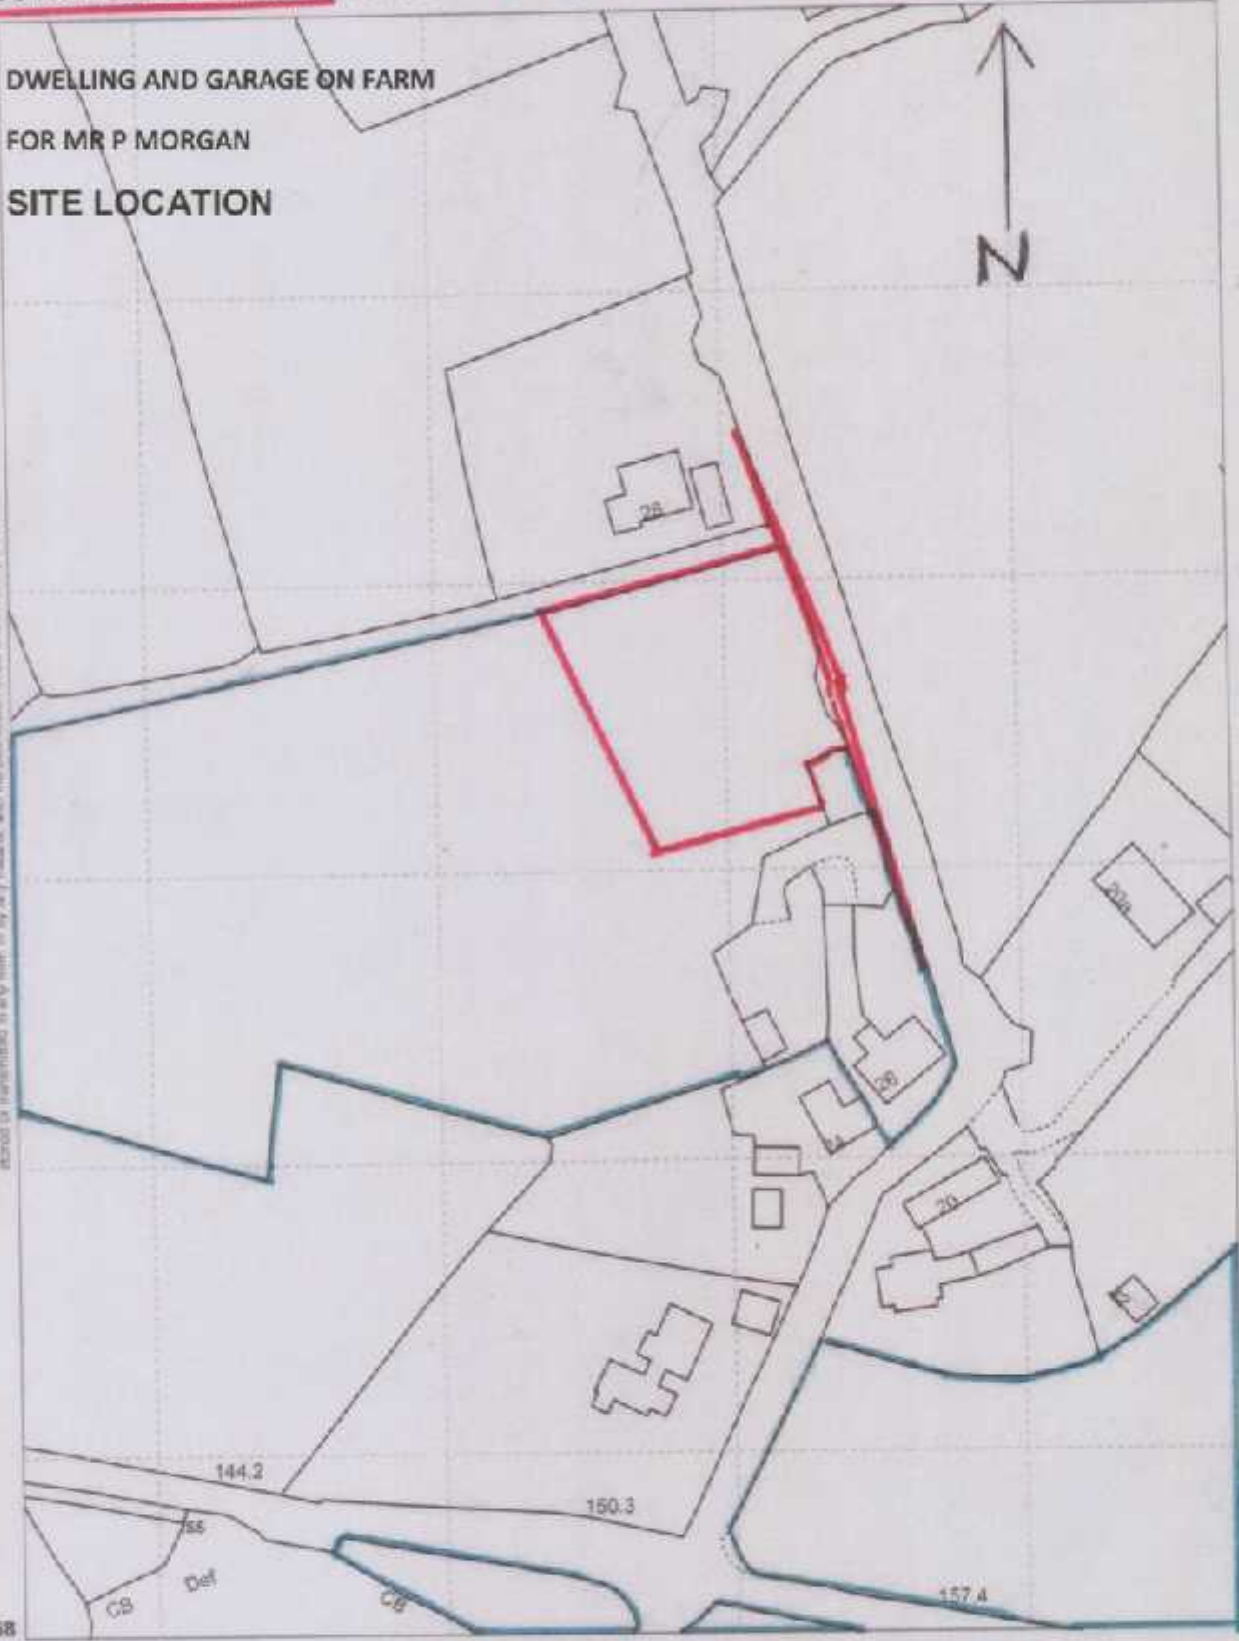 DWELLING AND GARAGE ON FARM
FOR MR P MORGAN
SITE LOCATION
N
28
20a
26
20
144.2
150.3
55
Def
CB
CB
157.4